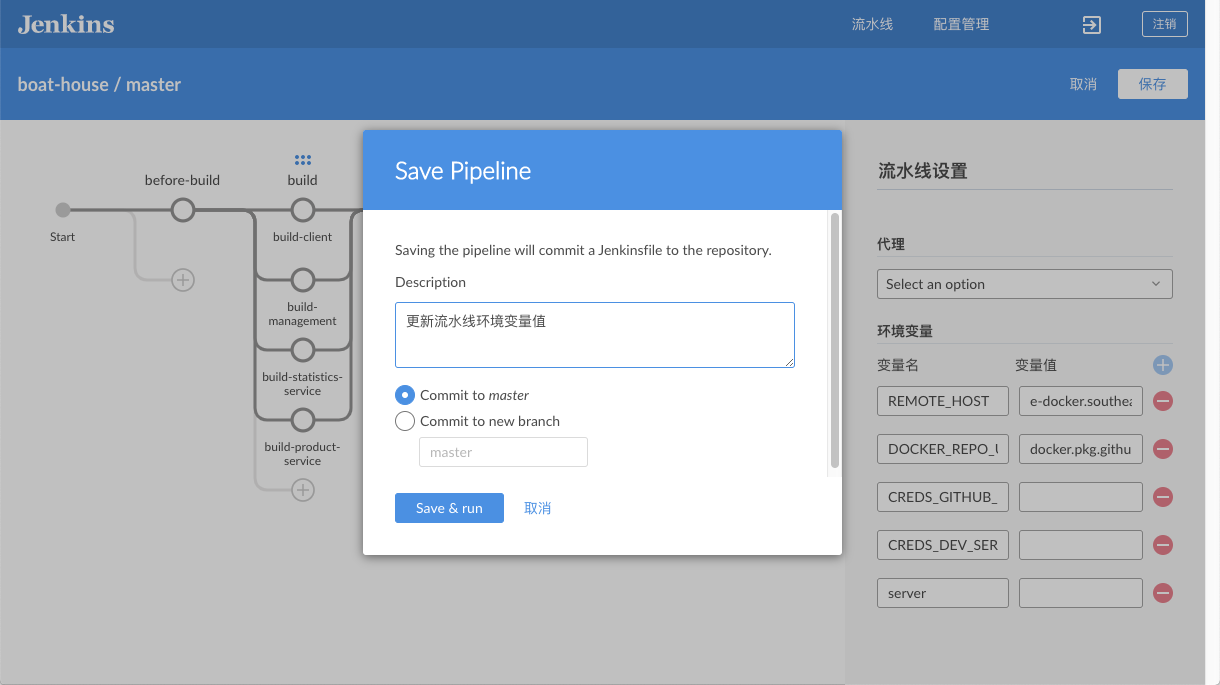 Jenkins
流水线
配置管理
注销
boat-house / master
取消
保存
before-build
build
Start
build-client
build-
management
build-statistics-
service
build-product-
service
Save Pipeline
Saving the pipeline will commit a Jenkinsfile to the repository.
Description
更新流水线环境变量值
Commit to master
Commit to new branch
master
Save & run
取消
流水线设置
代理
Select an option
环境变量
变量名
变量值
REMOTE_HOST
e-docker.southea
DOCKER_REPO_U
docker.pkg.githu
CREDS_GITHUB_
CREDS_DEV_SER
server